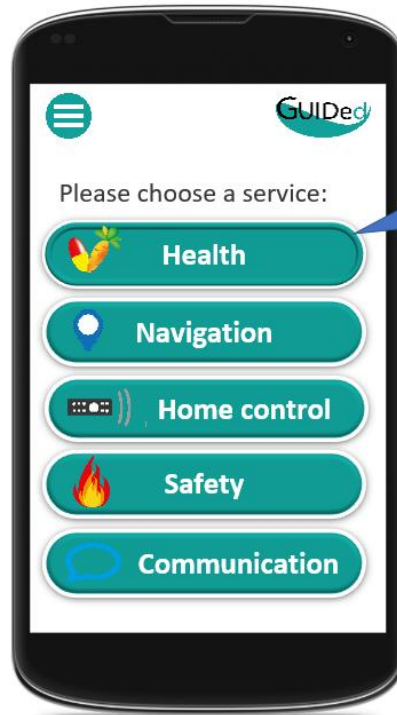 GUIDed
Please choose a service:
Health
Navigation
Home control
Safety
Communication